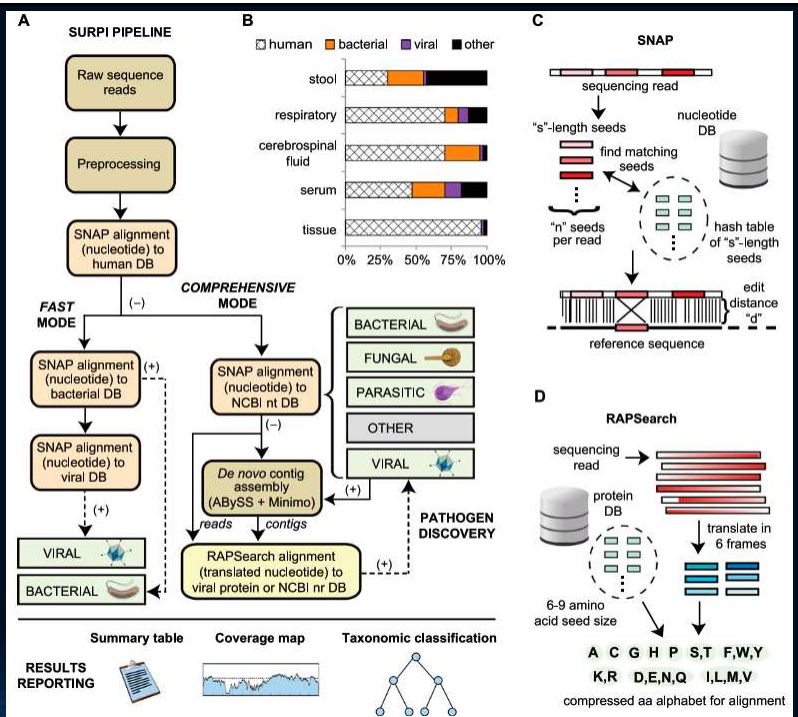 A
SURPI PIPELINE
Raw sequence
reads
Preprocessing
SNAP alignment
(nucleotide) to
human DB
(–)
FAST
MODE
COMPREHENSIVE
MODE
SNAP alignment
(nucleotide) to
bacterial DB
(+)
SNAP alignment
(nucleotide) to
viral DB
(+)
VIRAL
BACTERIAL
SNAP alignment
(nucleotide) to
NCBI nt DB
(–)
De novo contig
assembly
(ABySS + Minimo)
(+)
reads
contigs
RAPSearch alignment
(translated nucleotide) to
viral protein or NCBI nr DB
(+)
BACTERIAL
FUNGAL
PARASITIC
OTHER
VIRAL
PATHOGEN
DISCOVERY
RESULTS
REPORTING
Summary table
Coverage map
Taxonomic classification
B
human bacterial viral other
stool
respiratory
cerebrospinal
fluid
serum
tissue
0% 25% 50% 75% 100%
C
SNAP
sequencing read
“s”-length seeds
find matching
seeds
nucleotide
DB
“n” seeds
per read
hash table
of “s”-length
seeds
edit
distance
“d”
reference sequence
D
RAPSearch
sequencing
read
protein
DB
translate in
6 frames
6-9 amino
acid seed size
A C G H P S,T F,W,Y
K,R D,E,N,Q I,L,M,V
compressed aa alphabet for alignment